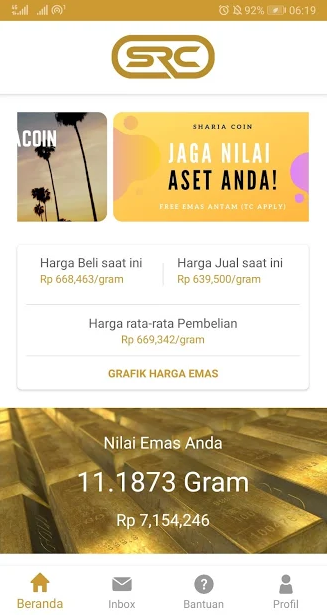 92% 06:19
SRC
ACOIN
SHARIA COIN
JAGA NILAI
ASET ANDA!
FREE EMAS ANTAM (TC APPLY)
Harga Beli saat ini
Rp 668,463/gram
Harga Jual saat ini
Rp 639,500/gram
Harga rata-rata Pembelian
Rp 669,342/gram
GRAFIK HARGA EMAS
Nilai Emas Anda
11.1873 Gram
Rp 7,154,246
Beranda
Inbox
Bantuan
Profil